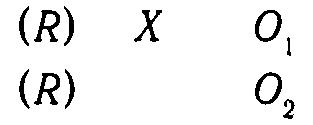 (R) X O₁
(R) O₂